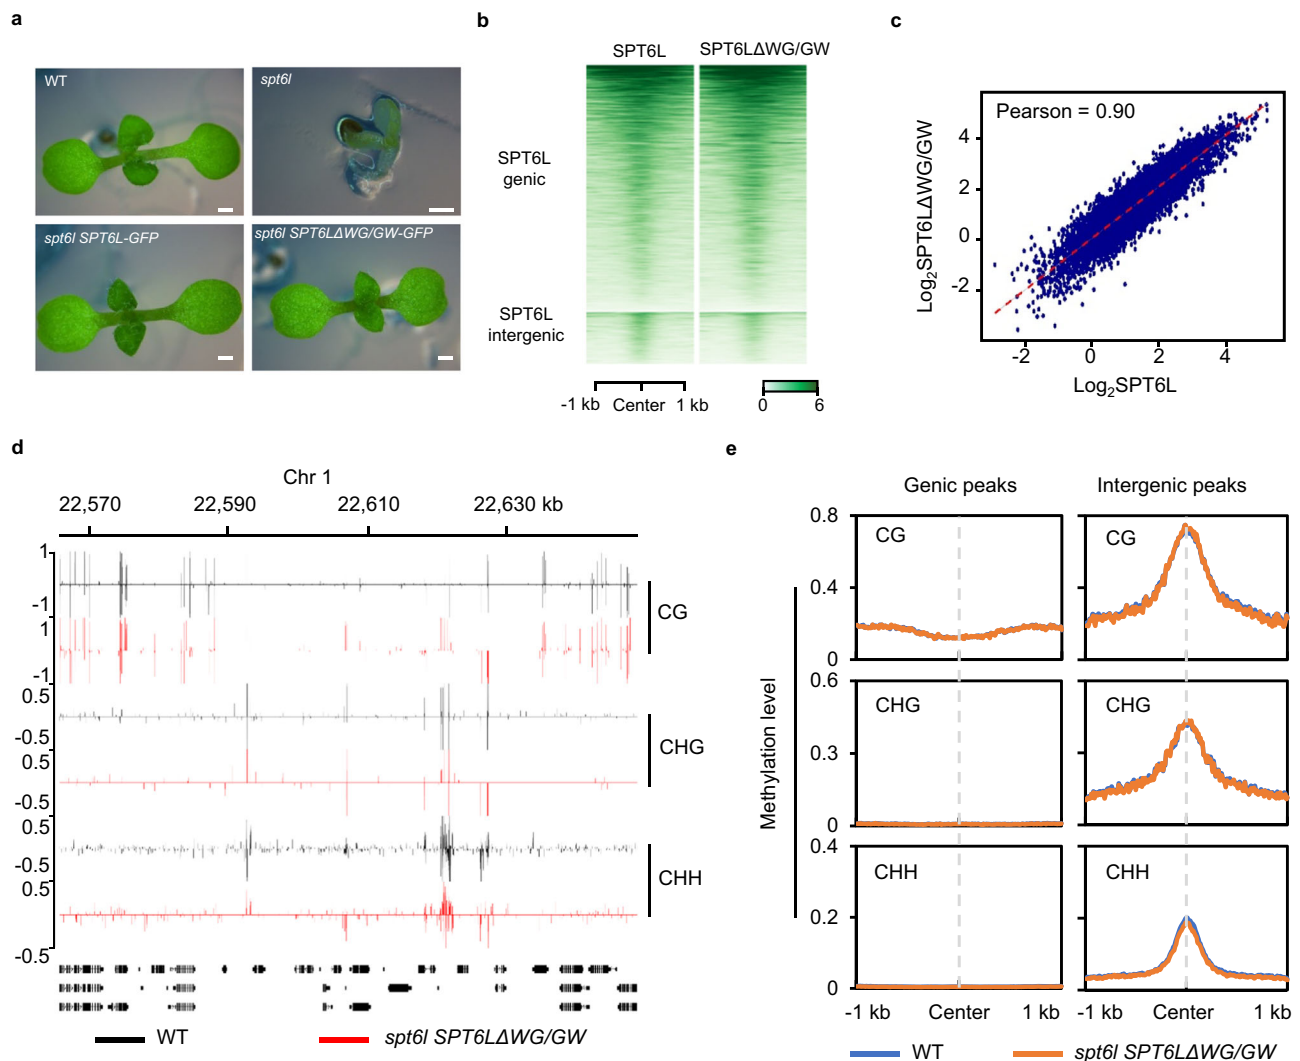 a
WT
spt6l
spt6l SPT6L-GFP
spt6l SPT6LΔWG/GW-GFP
b
SPT6L
SPT6LΔWG/GW
SPT6L
genic
SPT6L
intergenic
-1 kb
Center
1 kb
0
6
c
Pearson = 0.90
Log2SPT6LΔWG/GW
4
2
0
-2
-2
0
2
4
Log2SPT6L
d
Chr 1
22,570
22,590
22,610
22,630 kb
1
-1
1
-1
CG
0.5
-0.5
0.5
-0.5
CHG
0.5
-0.5
0.5
-0.5
CHH
WT
spt6l SPT6LΔWG/GW
e
Genic peaks
Intergenic peaks
Methylation level
0.8
0.4
0
CG
CG
0.6
0.3
0
CHG
CHG
0.4
0.2
0
CHH
CHH
-1 kb
Center
1 kb
-1 kb
Center
1 kb
WT
spt6l SPT6LΔWG/GW